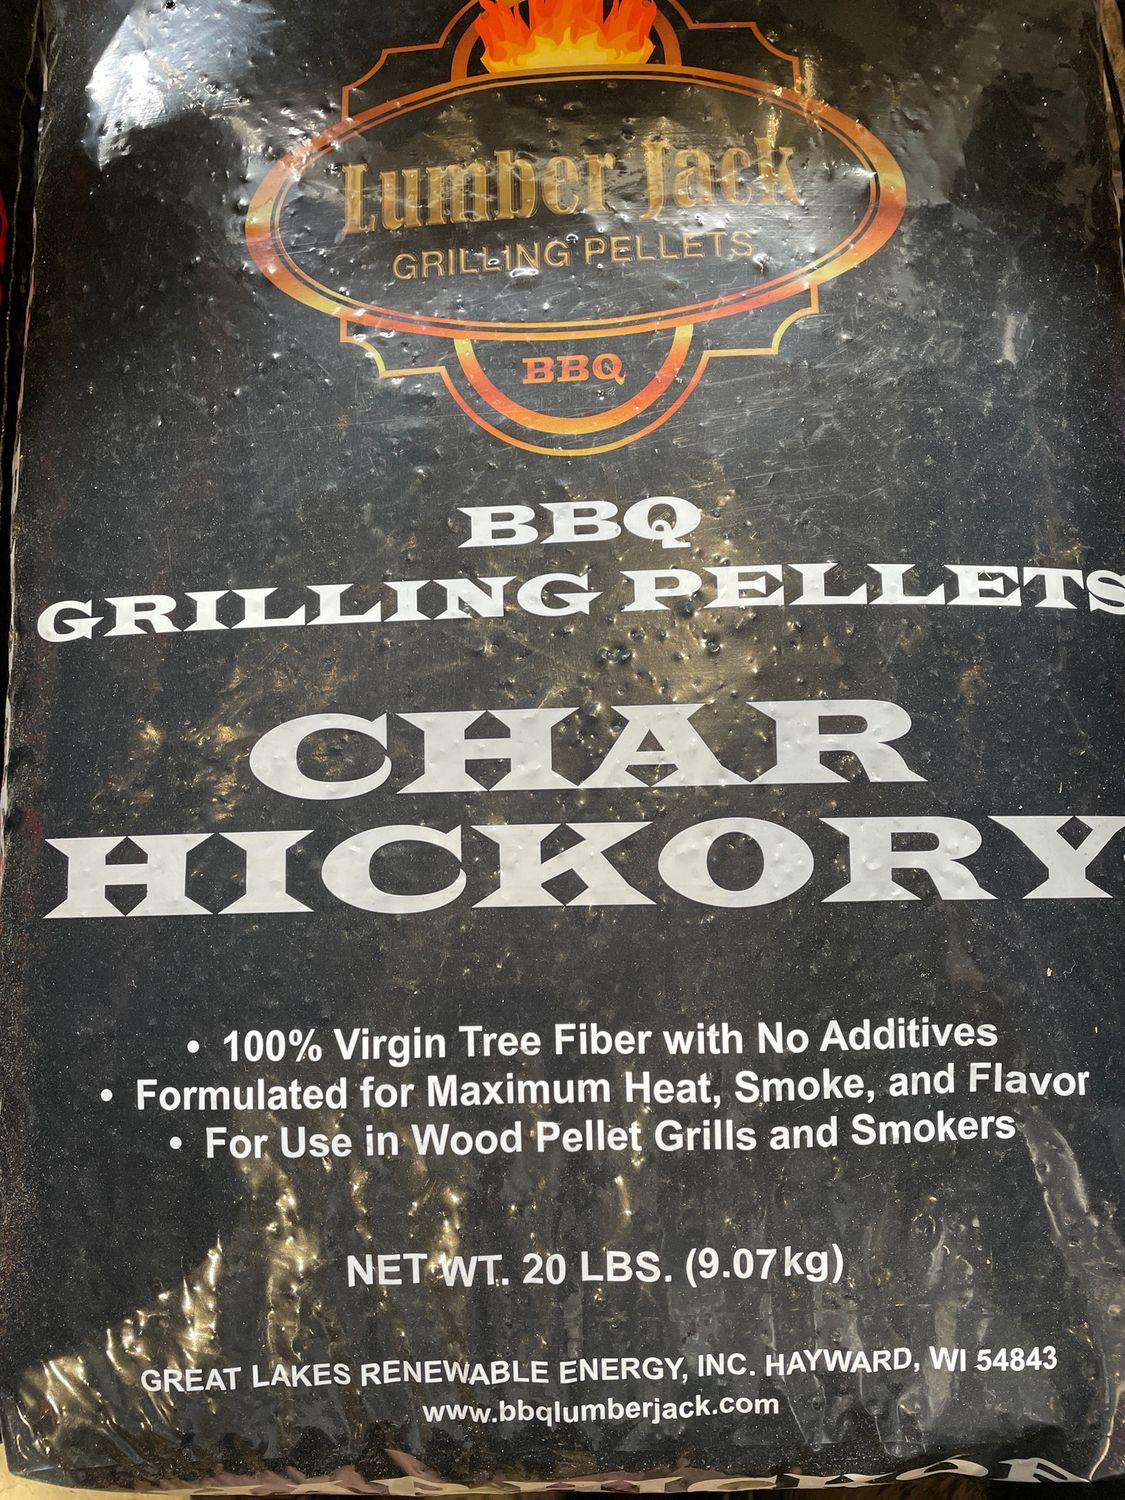 Lumber Jack
GRILLING PELLETS
BBQ
BBQ
GRILLING PELLETS
CHAR
HICKORY
• 100% Virgin Tree Fiber with No Additives
• Formulated for Maximum Heat, Smoke, and Flavor
• For Use in Wood Pellet Grills and Smokers
NET WT. 20 LBS. (9.07kg)
GREAT LAKES RENEWABLE ENERGY, INC. HAYWARD, WI 54843
www.bbqlumberjack.com